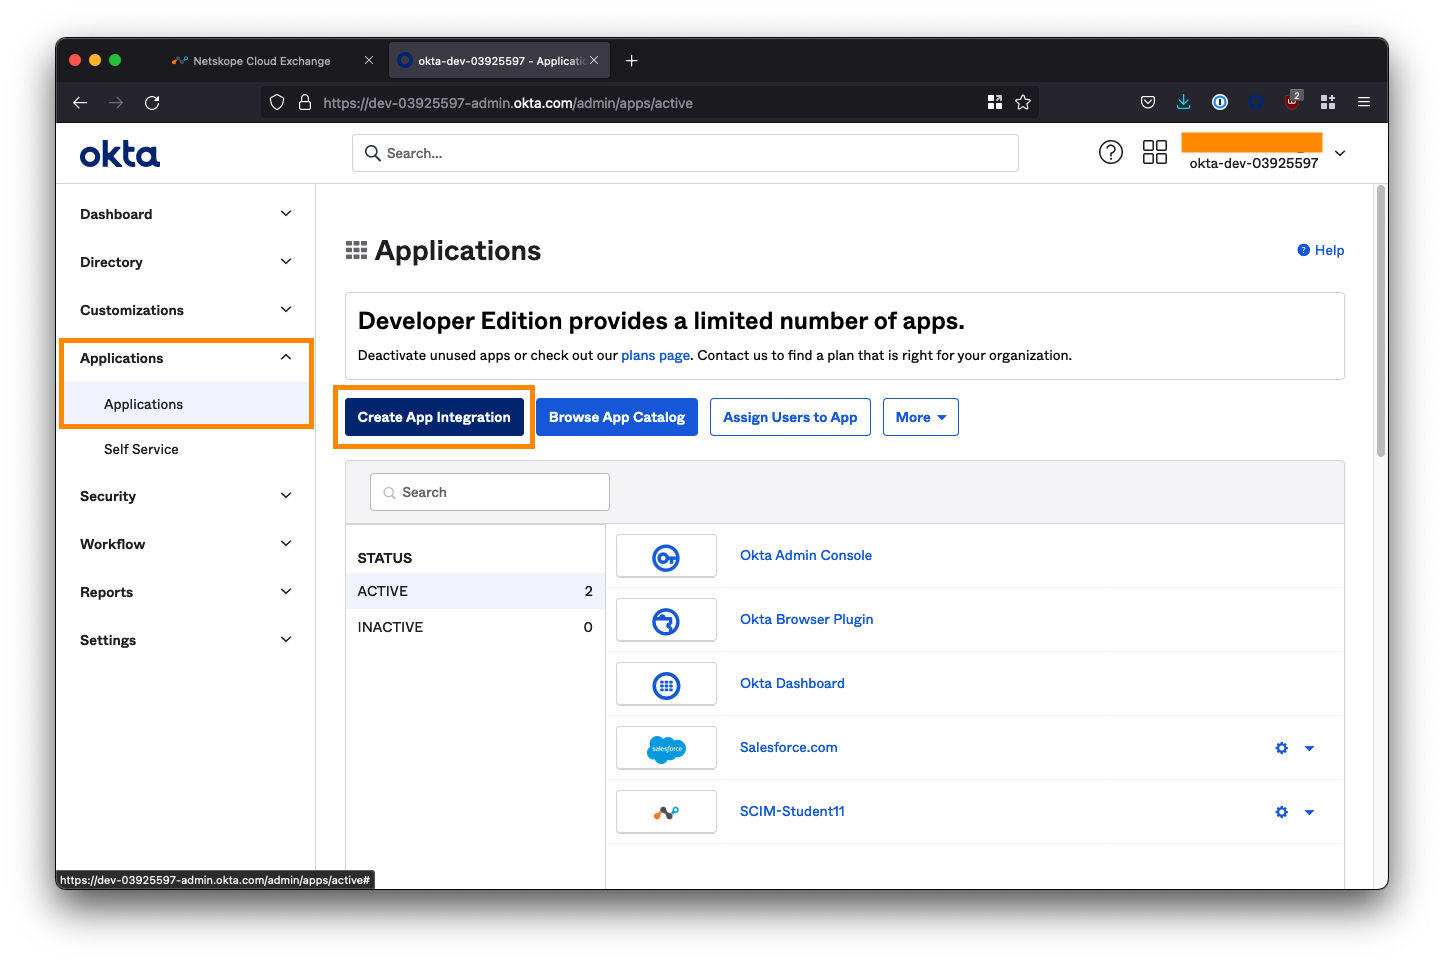 Netskope Cloud Exchange
okta-dev-03925597 - Applicatic
https://dev-03925597-admin.okta.com/admin/apps/active
2
okta
Search...
okta-dev-03925597
Dashboard
Directory
Customizations
Applications
Applications
Self Service
Security
Workflow
Reports
Settings
Applications
Help
Developer Edition provides a limited number of apps.
Deactivate unused apps or check out our plans page. Contact us to find a plan that is right for your organization.
Create App Integration
Browse App Catalog
Assign Users to App
More
Search
STATUS
ACTIVE 2
INACTIVE 0
Okta Admin Console
Okta Browser Plugin
Okta Dashboard
salesforce
Salesforce.com
SCIM-Student11
https://dev-03925597-admin.okta.com/admin/apps/active#